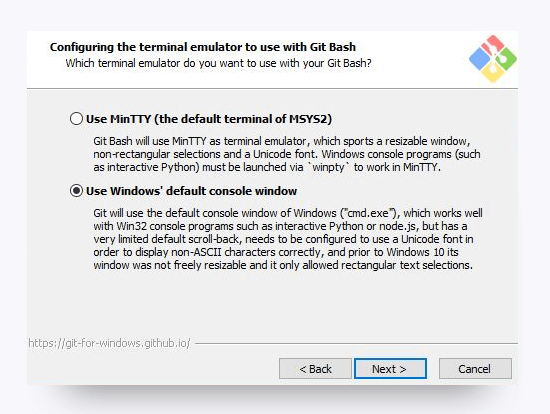 Configuring the terminal emulator to use with Git Bash
Which terminal emulator do you want to use with your Git Bash?
Use MinTTY (the default terminal of MSYS2)
Git Bash will use MinTTY as terminal emulator, which sports a resizable window,
non-rectangular selections and a Unicode font. Windows console programs (such
as interactive Python) must be launched via `winpty` to work in MinTTY.
Use Windows' default console window
Git will use the default console window of Windows ("cmd.exe"), which works well
with Win32 console programs such as interactive Python or node.js, but has a
very limited default scroll-back, needs to be configured to use a Unicode font in
order to display non-ASCII characters correctly, and prior to Windows 10 its
window was not freely resizable and it only allowed rectangular text selections.
https://git-for-windows.github.io/
< Back
Next >
Cancel